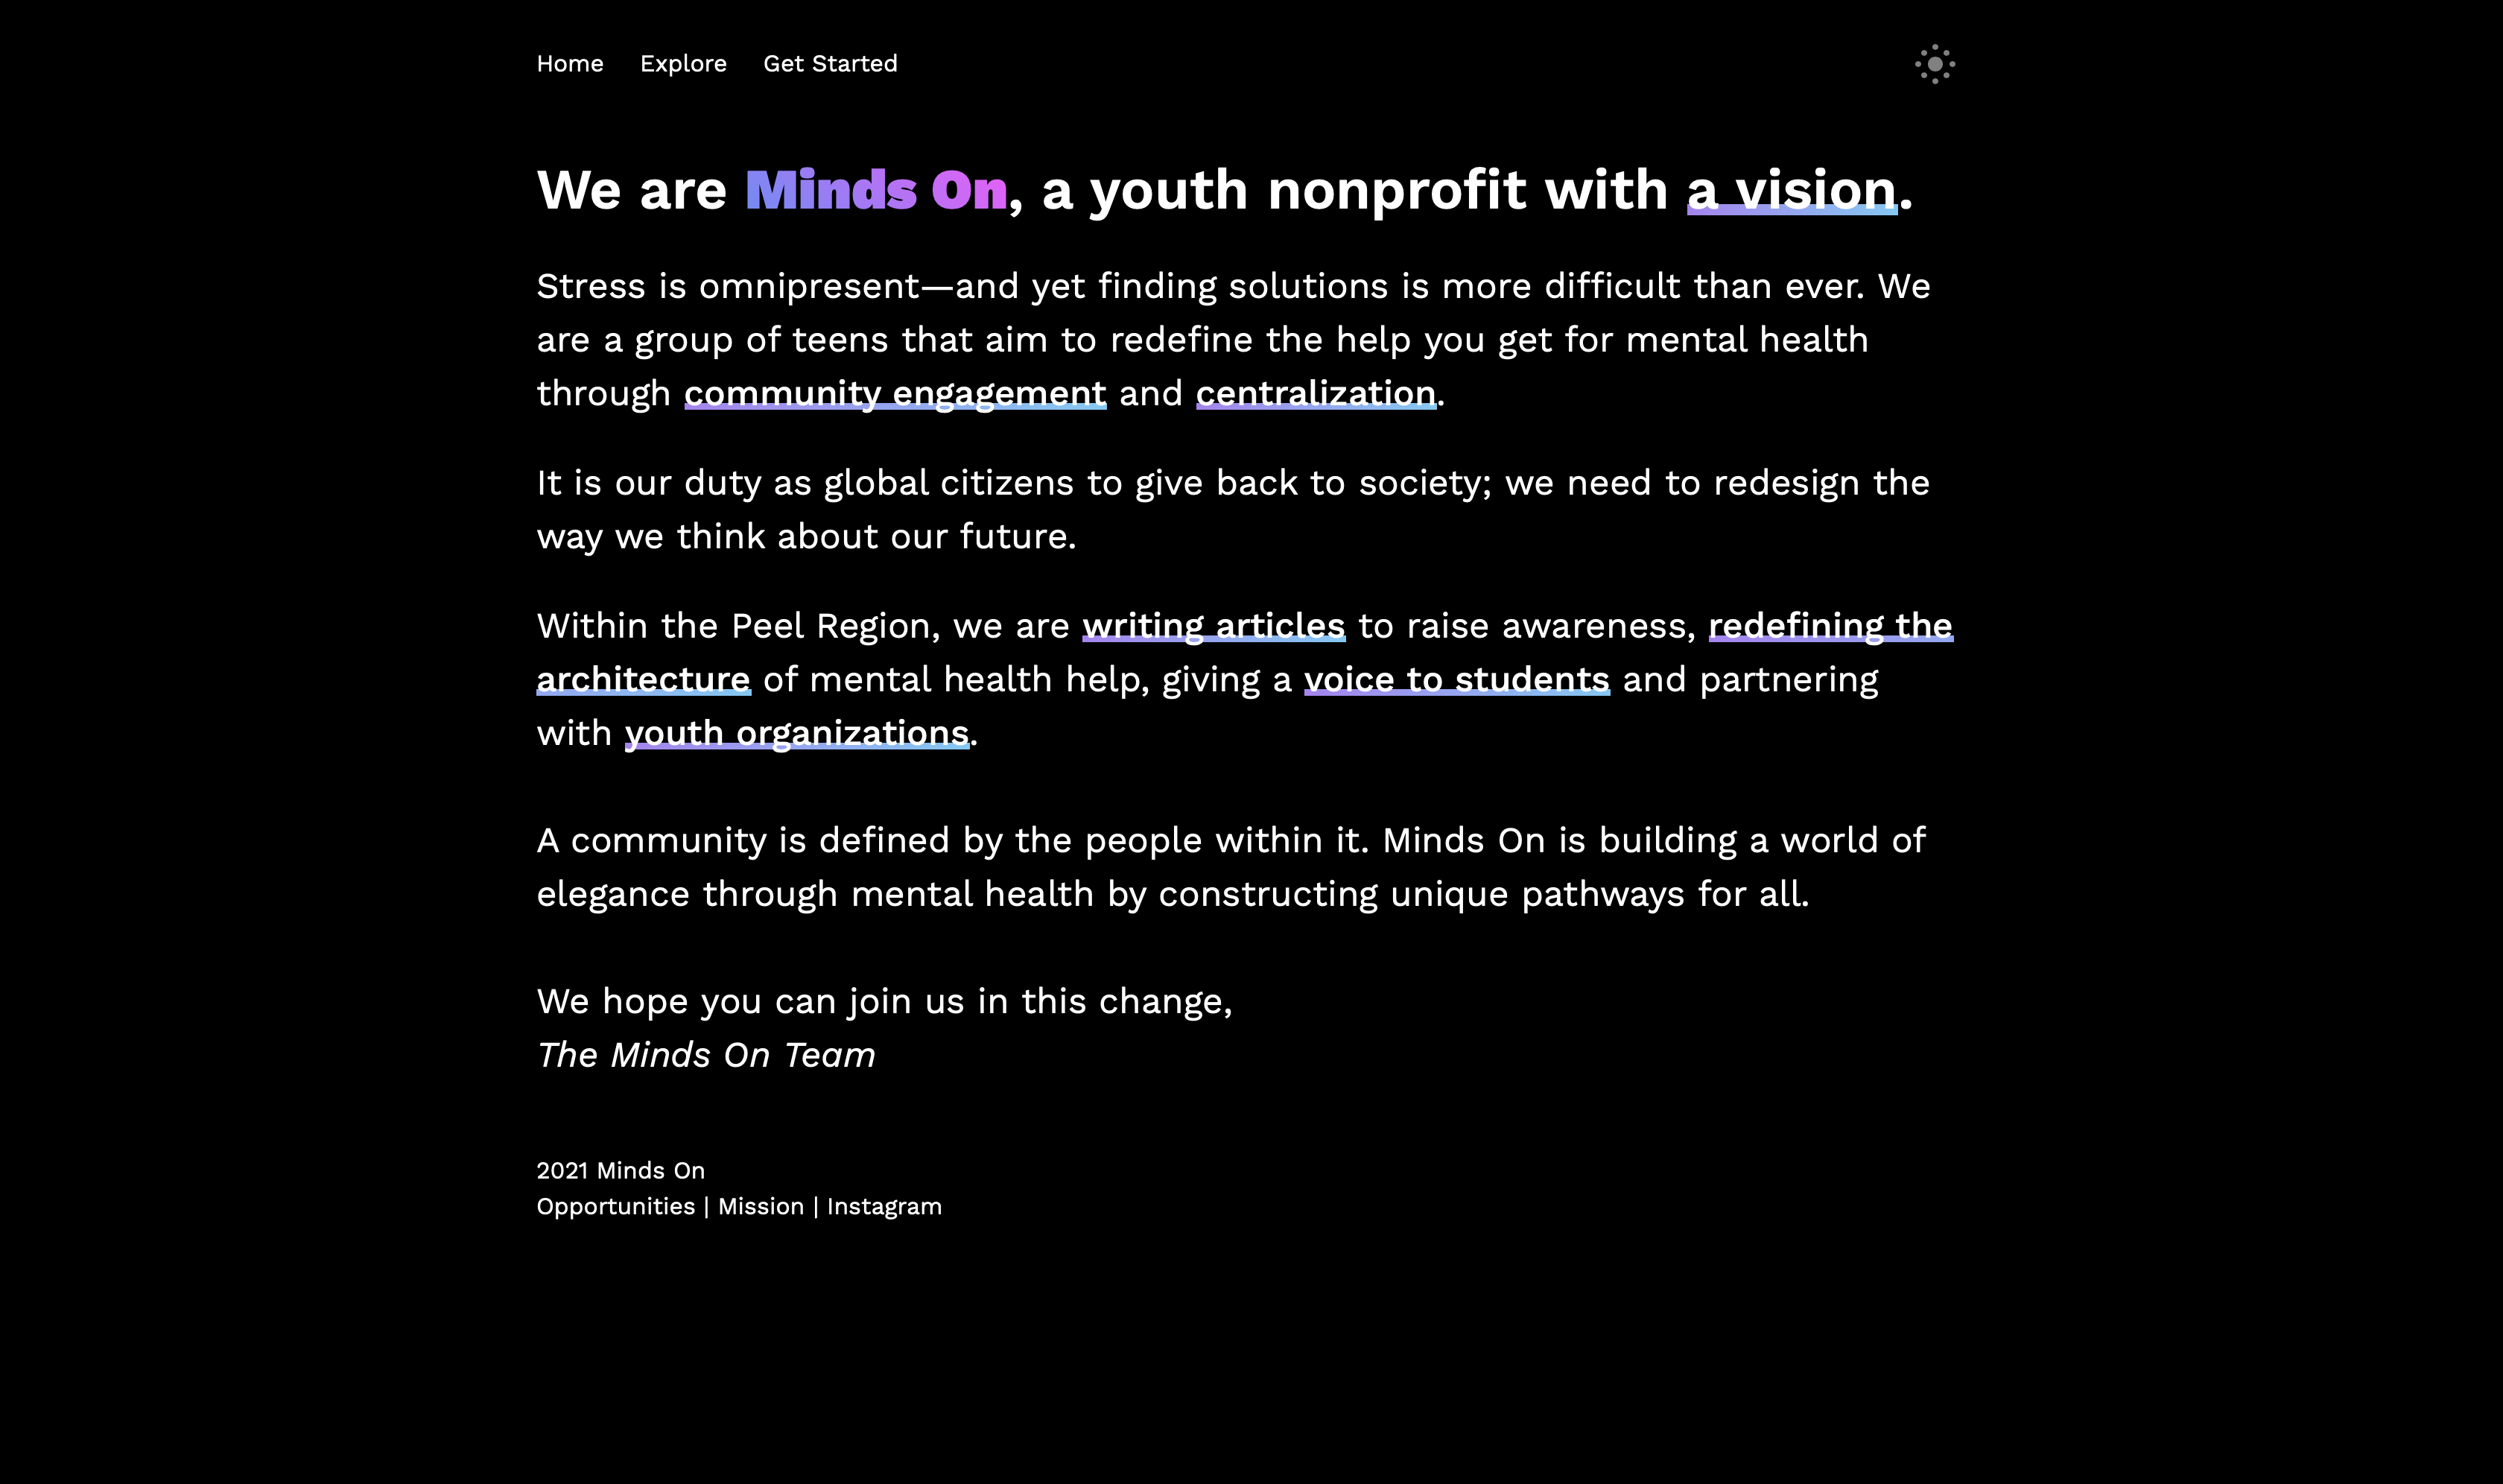 Home Explore Get Started
We are Minds On, a youth nonprofit with a vision.
Stress is omnipresent—and yet finding solutions is more difficult than ever. We
are a group of teens that aim to redefine the help you get for mental health
through community engagement and centralization.
It is our duty as global citizens to give back to society; we need to redesign the
way we think about our future.
Within the Peel Region, we are writing articles to raise awareness, redefining the
architecture of mental health help, giving a voice to students and partnering
with youth organizations.
A community is defined by the people within it. Minds On is building a world of
elegance through mental health by constructing unique pathways for all.
We hope you can join us in this change,
The Minds On Team
2021 Minds On
Opportunities | Mission | Instagram